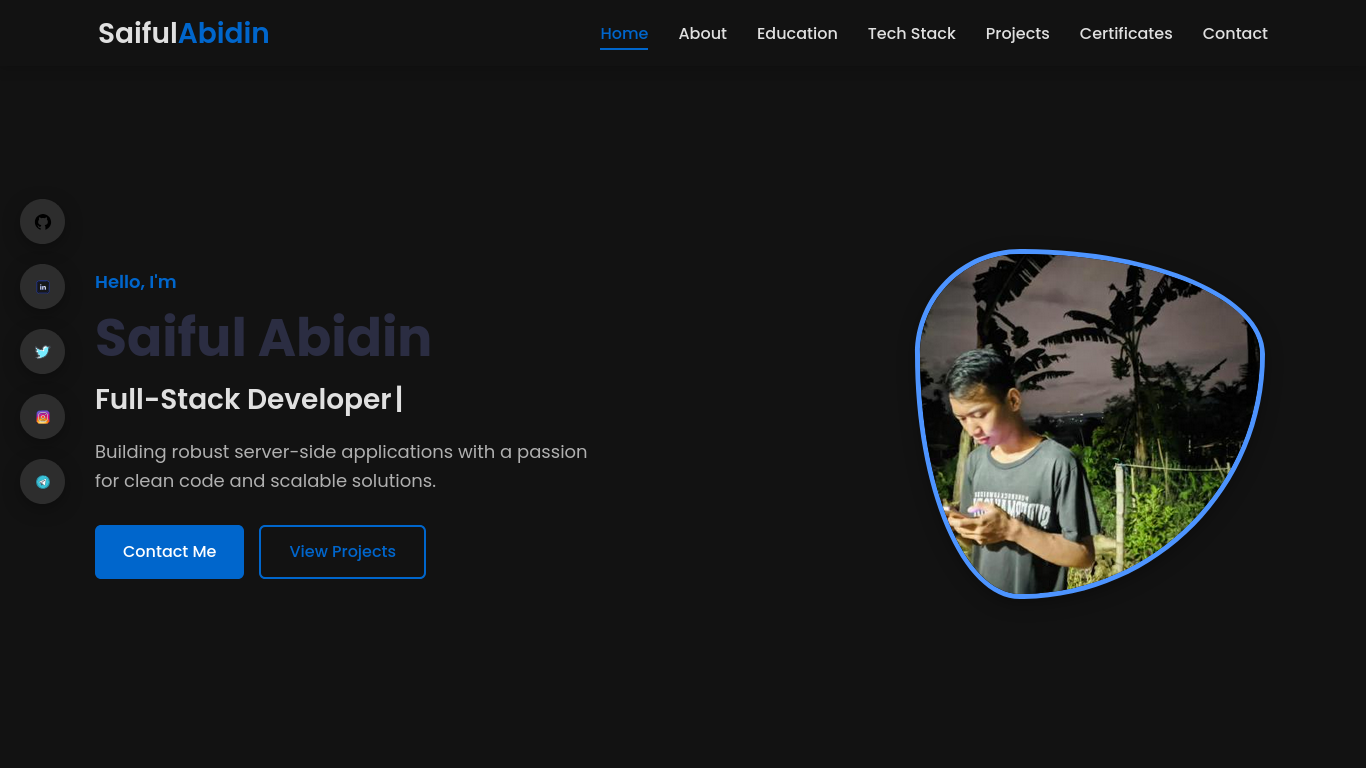 SaifulAbidin
Home About Education Tech Stack Projects Certificates Contact
Hello, I'm
Saiful Abidin
Full-Stack Developer|
Building robust server-side applications with a passion
for clean code and scalable solutions.
Contact Me
View Projects
in